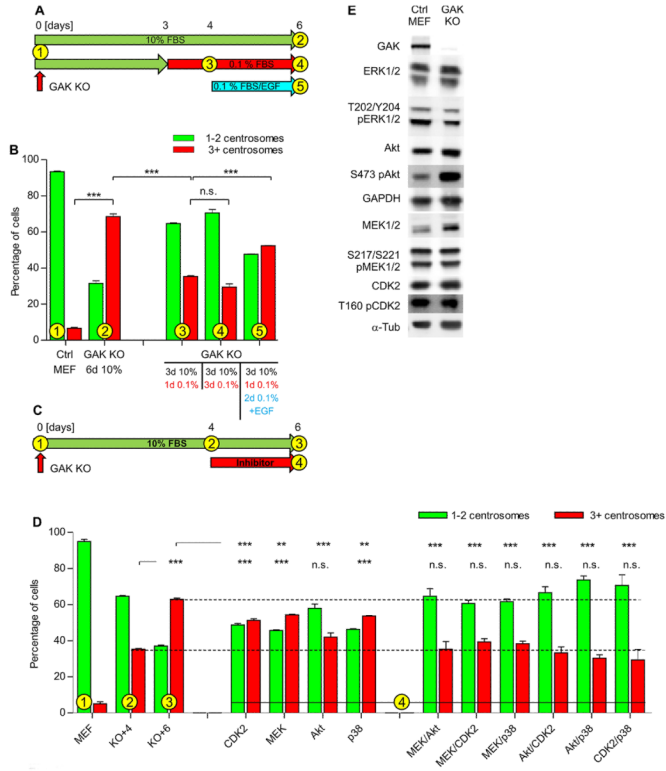 A
0 [days]
3
4
6
10% FBS
2
1
3
0.1 % FBS
4
GAK KO
0.1 % FBS/EGF
5
B
1-2 centrosomes
3+ centrosomes
Percentage of cells
100
80
60
40
20
0
***
***
n.s.
***
1
2
3
4
5
Ctrl
MEF
GAK KO
6d 10%
GAK KO
3d 10%
1d 0.1%
3d 10%
3d 0.1%
3d 10%
1d 0.1%
2d 0.1%
+EGF
C
0 [days]
4
6
1
10% FBS
2
3
Inhibitor
4
GAK KO
D
1-2 centrosomes
3+ centrosomes
Percentage of cells
100
80
60
40
20
0
*** ** *** ** *** *** *** *** *** ***
*** *** *** n.s. *** n.s. n.s. n.s. n.s. n.s. n.s.
1
2
3
4
MEF
KO+4
KO+6
CDK2
MEK
Akt
p38
MEK/Akt
MEK/CDK2
MEK/p38
Akt/CDK2
Akt/p38
CDK2/p38
E
Ctrl
MEF
GAK
KO
GAK
ERK1/2
T202/Y204
pERK1/2
Akt
S473 pAkt
GAPDH
MEK1/2
S217/S221
pMEK1/2
CDK2
T160 pCDK2
α-Tub